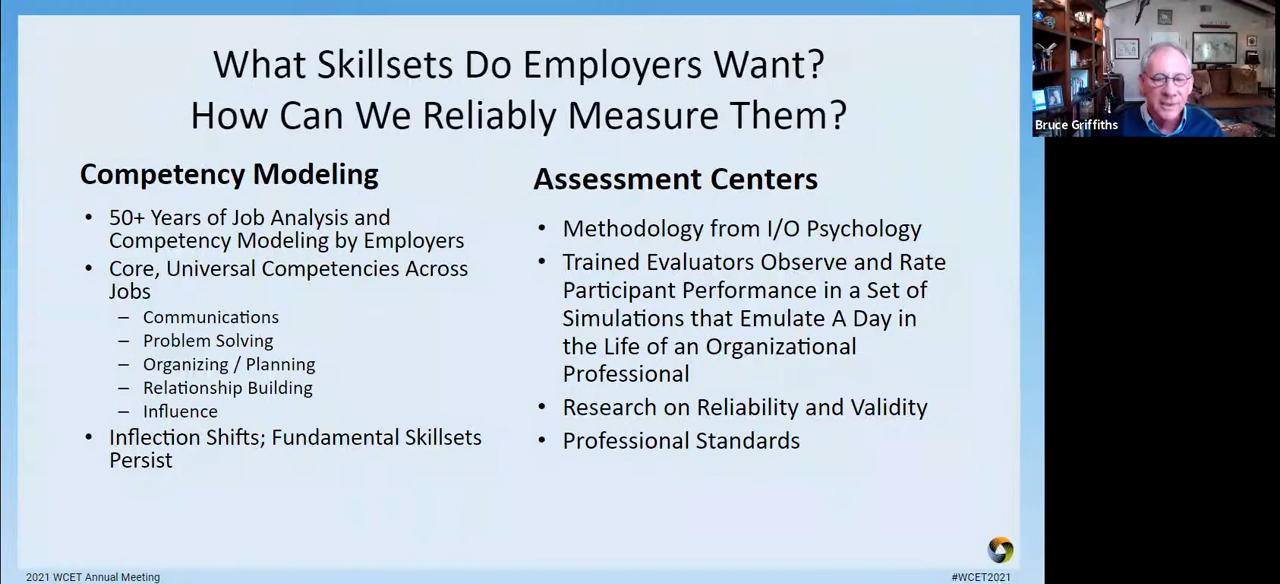 What Skillsets Do Employers Want?
How Can We Reliably Measure Them?
Competency Modeling
• 50+ Years of Job Analysis and
Competency Modeling by Employers
• Core, Universal Competencies Across
Jobs
– Communications
– Problem Solving
– Organizing / Planning
– Relationship Building
– Influence
• Inflection Shifts; Fundamental Skillsets
Persist
Assessment Centers
• Methodology from I/O Psychology
• Trained Evaluators Observe and Rate
Participant Performance in a Set of
Simulations that Emulate A Day in
the Life of an Organizational
Professional
• Research on Reliability and Validity
• Professional Standards
2021 WCET Annual Meeting
#WCET2021
Bruce Griffiths